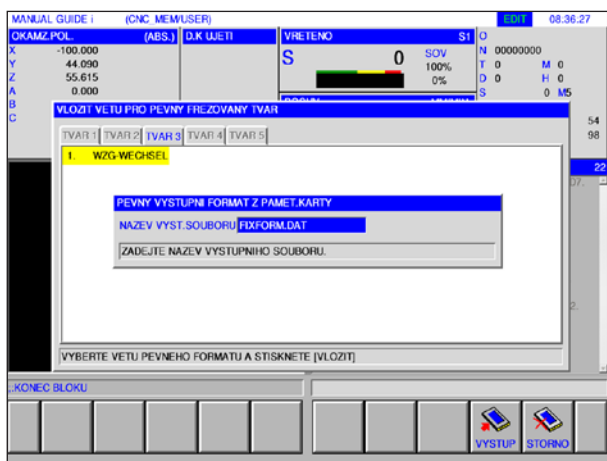 MANUAL GUIDE i (CNC_MEM/USER) EDIT 08:36:27
OKAMZ.POL. (ABS.) D.K UJETI VRETENO S1 O
X -100.000 S 0 SOV N 00000000
Y 44.090 100% T 0 M 0
Z 55.615 0% D 0 H 0
A 0.000 S 0 M5
B
C
54
98
VLOZIT VETU PRO PEVNY FREZOVANY TVAR
TVAR 1 TVAR 2 TVAR 3 TVAR 4 TVAR 5
1. WZG-WECHSEL
22
07.
PEVNY VYSTUPNI FORMAT Z PAMET.KARTY
NAZEV VYST.SOUBORU FIXFORM.DAT
ZADEJTE NAZEV VYSTUPNIHO SOUBORU.
2.
VYBERTE VETU PEVNEHO FORMATU A STISKNETE [VLOZIT]
;:KONEC BLOKU
VYSTUP STORNO